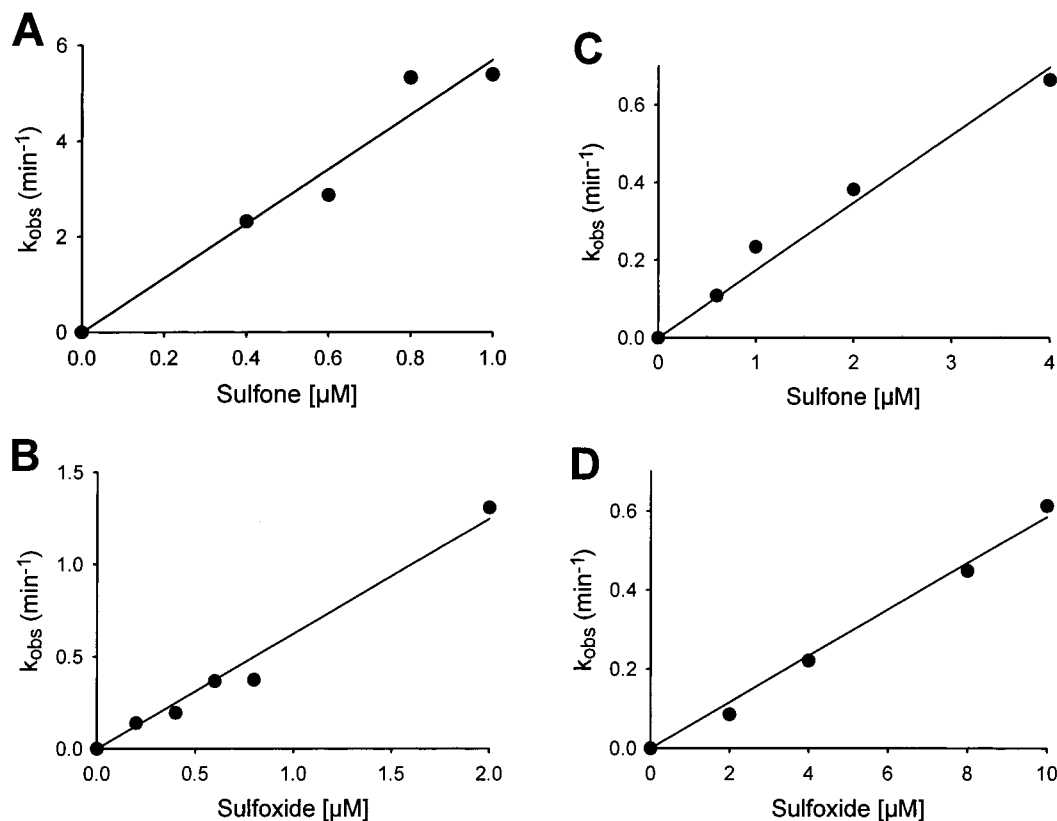 A
6
4
2
0
k_obs (min⁻¹)
0.0 0.2 0.4 0.6 0.8 1.0
Sulfone [µM]
C
0.6
0.4
0.2
0.0
k_obs (min⁻¹)
0 1 2 3 4
Sulfone [µM]
B
1.5
1.0
0.5
0.0
k_obs (min⁻¹)
0.0 0.5 1.0 1.5 2.0
Sulfoxide [µM]
D
0.6
0.4
0.2
0.0
k_obs (min⁻¹)
0 2 4 6 8 10
Sulfoxide [µM]